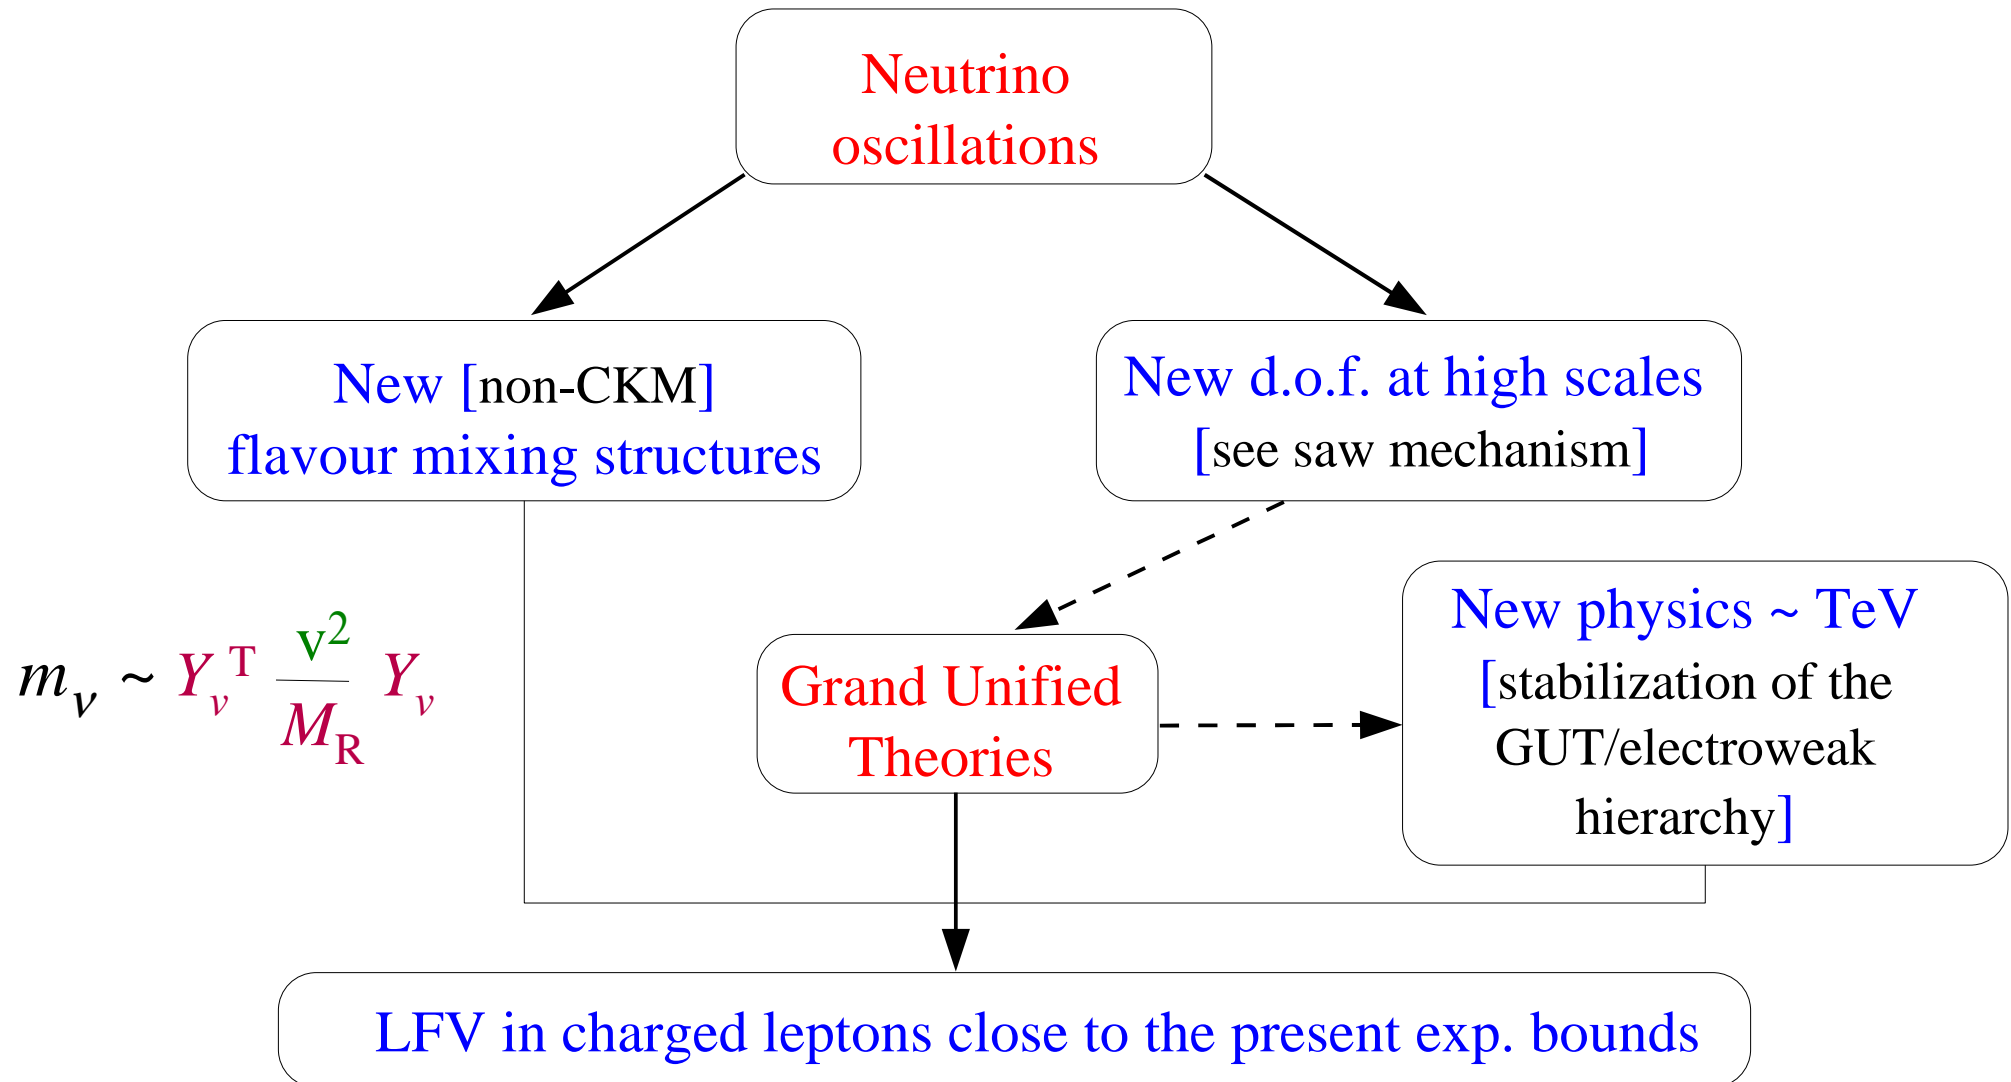 Neutrino
oscillations
New [non-CKM]
flavour mixing structures
New d.o.f. at high scales
[see saw mechanism]
m_ν ~ Y_ν^T v^2/M_R Y_ν
Grand Unified
Theories
New physics ~ TeV
[stabilization of the
GUT/electroweak
hierarchy]
LFV in charged leptons close to the present exp. bounds